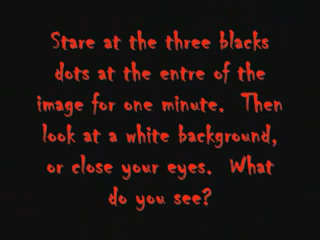 Stare at the three blacks
dots at the entre of the
image for one minute. Then
look at a white background,
or close your eyes. What
do you see?